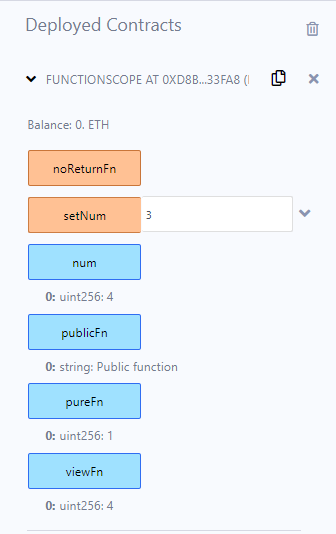 Deployed Contracts
FUNCTIONSCOPE AT 0XD8B...33FA8 (
Balance: 0. ETH
noReturnFn
setNum 3
num
0: uint256: 4
publicFn
0: string: Public function
pureFn
0: uint256: 1
viewFn
0: uint256: 4